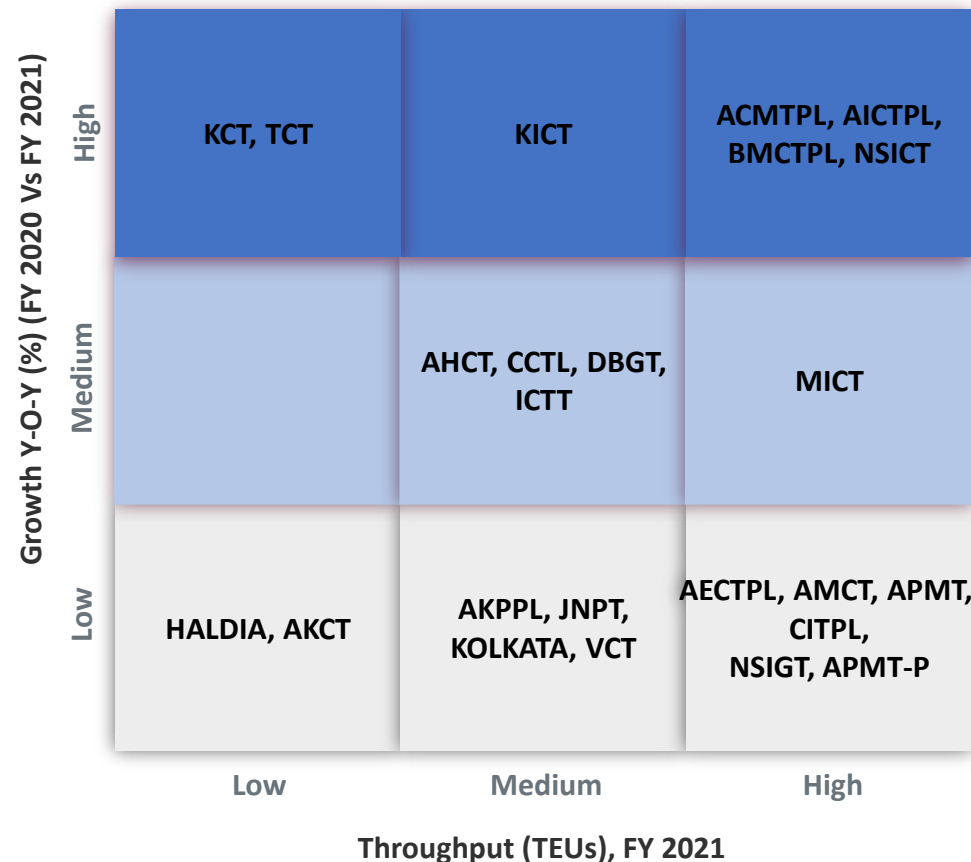 Growth Y-O-Y (%) (FY 2020 Vs FY 2021)
High
KCT, TCT
KICT
ACMTPL, AICTPL,
BMCTPL, NSICT
Medium
AHCT, CCTL, DBGT,
ICTT
MICT
Low
HALDIA, AKCT
AKPPL, JNPT,
KOLKATA, VCT
AECTPL, AMCT, APMT,
CITPL,
NSIGT, APMT-P
Low
Medium
High
Throughput (TEUs), FY 2021